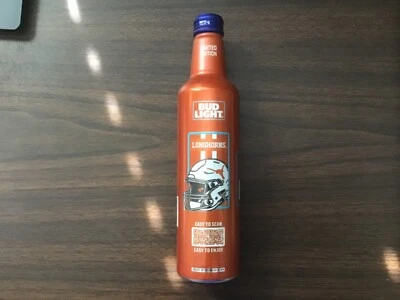 LIMITED
EDITION
BUD
LIGHT
LONGHORNS
EASY TO SCAN
EASY TO ENJOY